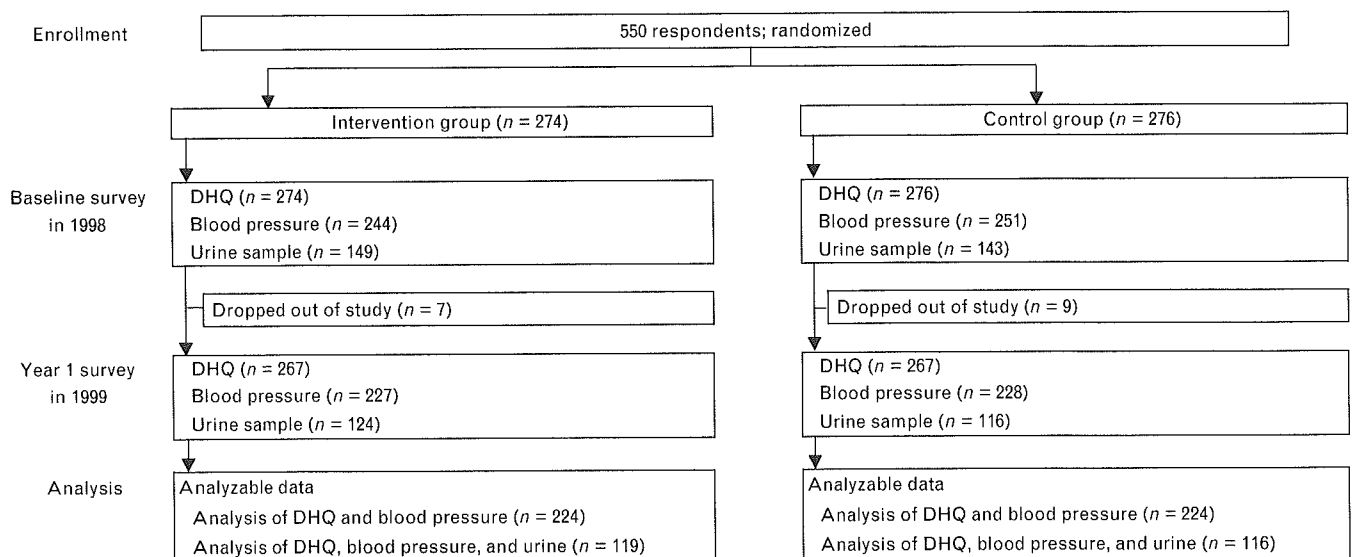 Enrollment
550 respondents; randomized
Intervention group (n = 274)
Control group (n = 276)
Baseline survey
in 1998
DHQ (n = 274)
Blood pressure (n = 244)
Urine sample (n = 149)
DHQ (n = 276)
Blood pressure (n = 251)
Urine sample (n = 143)
Dropped out of study (n = 7)
Dropped out of study (n = 9)
Year 1 survey
in 1999
DHQ (n = 267)
Blood pressure (n = 227)
Urine sample (n = 124)
DHQ (n = 267)
Blood pressure (n = 228)
Urine sample (n = 116)
Analysis
Analyzable data
Analysis of DHQ and blood pressure (n = 224)
Analysis of DHQ, blood pressure, and urine (n = 119)
Analyzable data
Analysis of DHQ and blood pressure (n = 224)
Analysis of DHQ, blood pressure, and urine (n = 116)